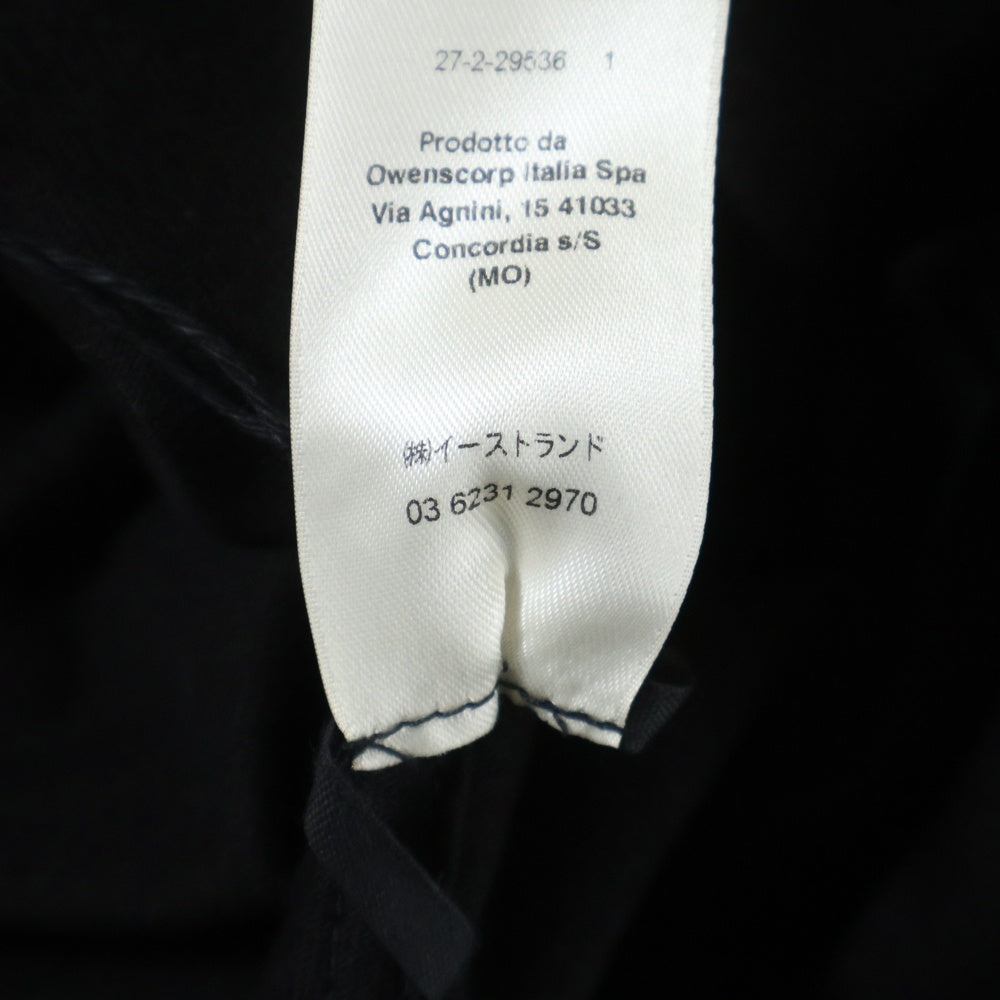 27-2-29536 1
Prodotto da
Owenscorp Italia Spa
Via Agnini, 15 41033
Concordia s/S
(MO)
㈱イーストランド
03 6231 2970